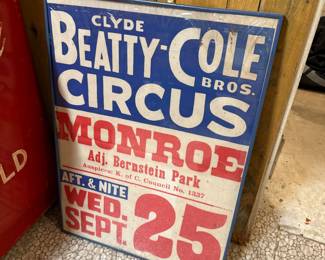 CLYDE
BEATTY-COLE
BROS.
CIRCUS
MONROE
Adj. Bernstein Park
Auspices: K. of C. Council No. 1337
AFT. & NITE
WED.
SEPT. 25
LD